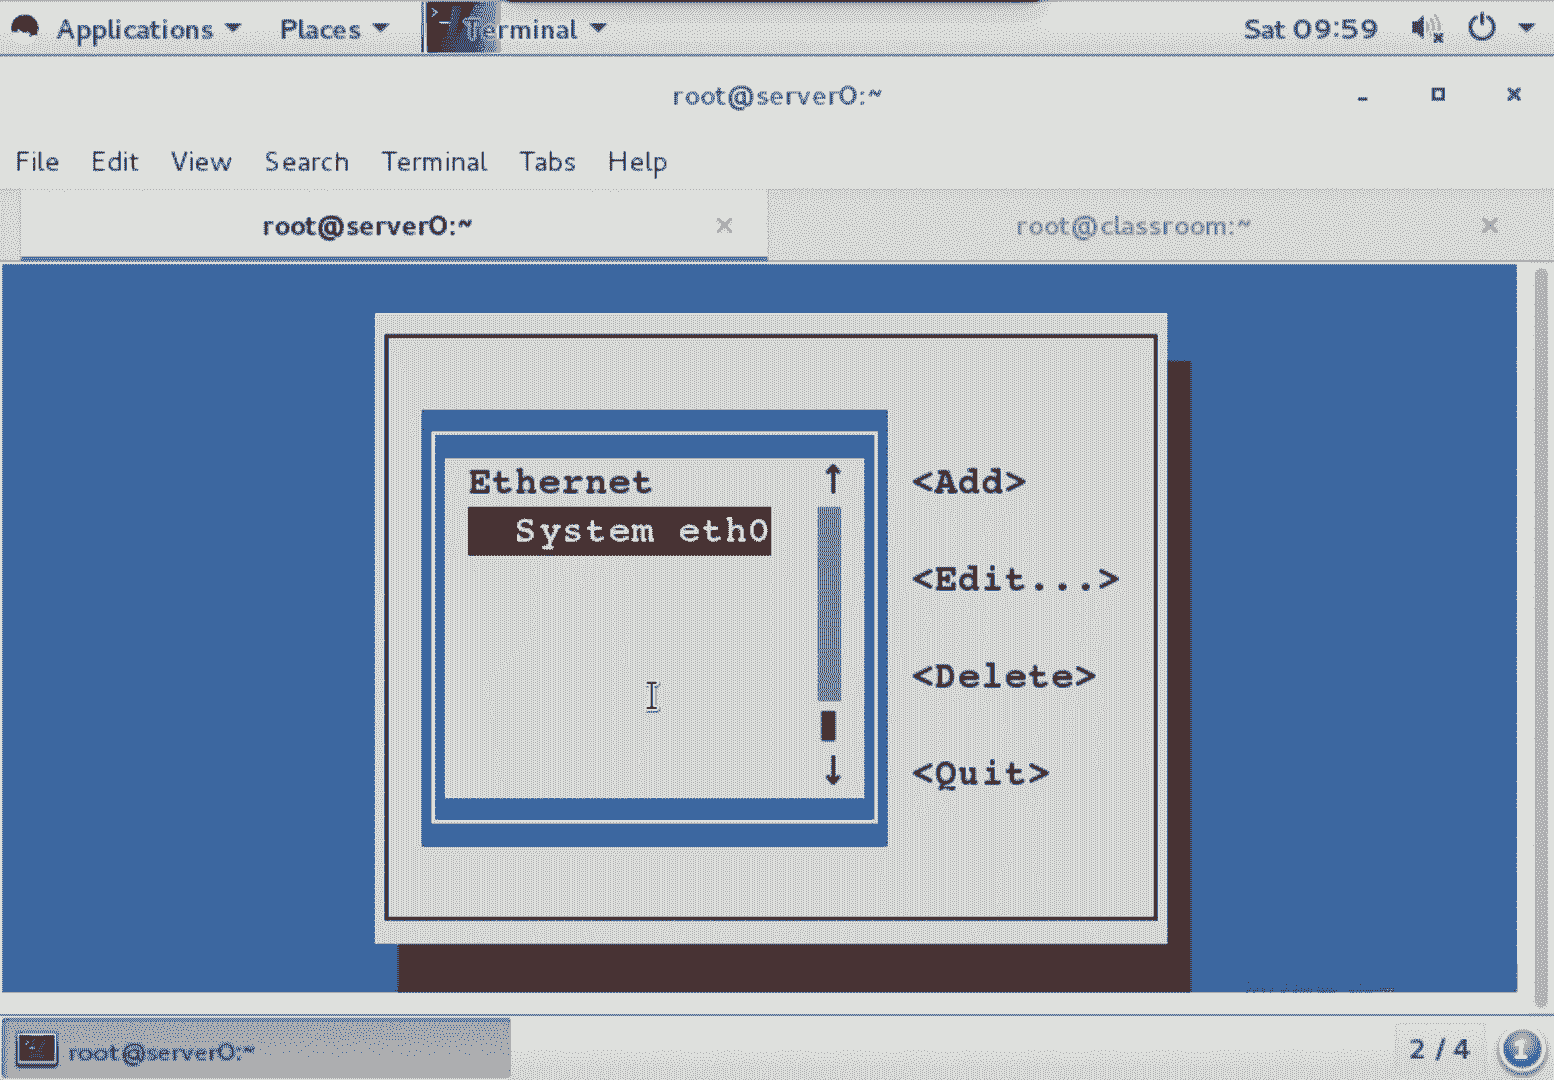 Applications Places Terminal Sat 09:59
root@server0:~
File Edit View Search Terminal Tabs Help
root@server0:~ root@classroom:~
Ethernet
System eth0
<Add>
<Edit...>
<Delete>
<Quit>
root@server0:~ 2 / 4 1